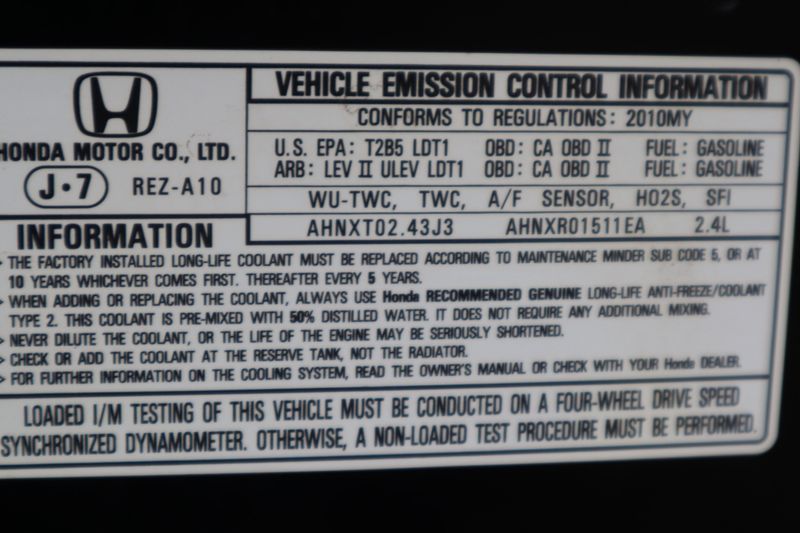 VEHICLE EMISSION CONTROL INFORMATION
CONFORMS TO REGULATIONS: 2010MY
HONDA MOTOR CO., LTD.
J•7 REZ-A10
U.S. EPA: T2B5 LDT1 OBD: CA OBD II FUEL: GASOLINE
ARB: LEV II ULEV LDT1 OBD: CA OBD II FUEL: GASOLINE
WU-TWC, TWC, A/F SENSOR, HO2S, SFI
AHNXT02.43J3 AHNXR01511EA 2.4L
INFORMATION
THE FACTORY INSTALLED LONG-LIFE COOLANT MUST BE REPLACED ACCORDING TO MAINTENANCE MINDER SUB CODE 5, OR AT
10 YEARS WHICHEVER COMES FIRST. THEREAFTER EVERY 5 YEARS.
WHEN ADDING OR REPLACING THE COOLANT, ALWAYS USE Honda RECOMMENDED GENUINE LONG-LIFE ANTI-FREEZE/COOLANT
TYPE 2. THIS COOLANT IS PRE-MIXED WITH 50% DISTILLED WATER. IT DOES NOT REQUIRE ANY ADDITIONAL MIXING.
NEVER DILUTE THE COOLANT, OR THE LIFE OF THE ENGINE MAY BE SERIOUSLY SHORTENED.
CHECK OR ADD THE COOLANT AT THE RESERVE TANK, NOT THE RADIATOR.
FOR FURTHER INFORMATION ON THE COOLING SYSTEM, READ THE OWNER'S MANUAL OR CHECK WITH YOUR Honda DEALER.
LOADED I/M TESTING OF THIS VEHICLE MUST BE CONDUCTED ON A FOUR-WHEEL DRIVE SPEED
SYNCHRONIZED DYNAMOMETER. OTHERWISE, A NON-LOADED TEST PROCEDURE MUST BE PERFORMED.